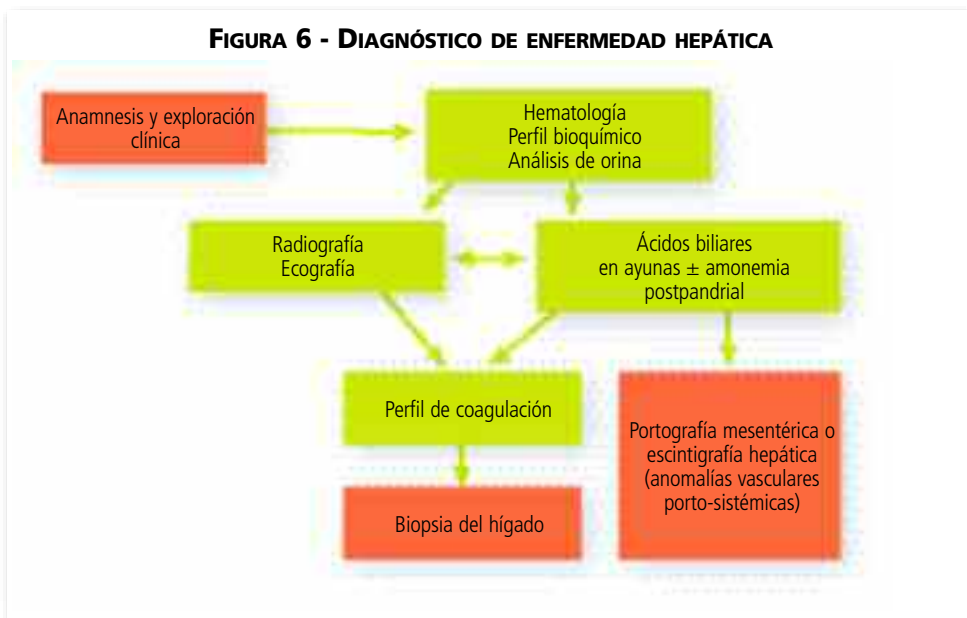 FIGURA 6 - DIAGNÓSTICO DE ENFERMEDAD HEPÁTICA
Anamnesis y exploración
clínica
Hematología
Perfil bioquímico
Análisis de orina
Radiografía
Ecografía
Ácidos biliares
en ayunas ± amonemia
postpandrial
Perfil de coagulación
Portografía mesentérica o
escintigrafía hepática
(anomalías vasculares
porto-sistémicas)
Biopsia del hígado